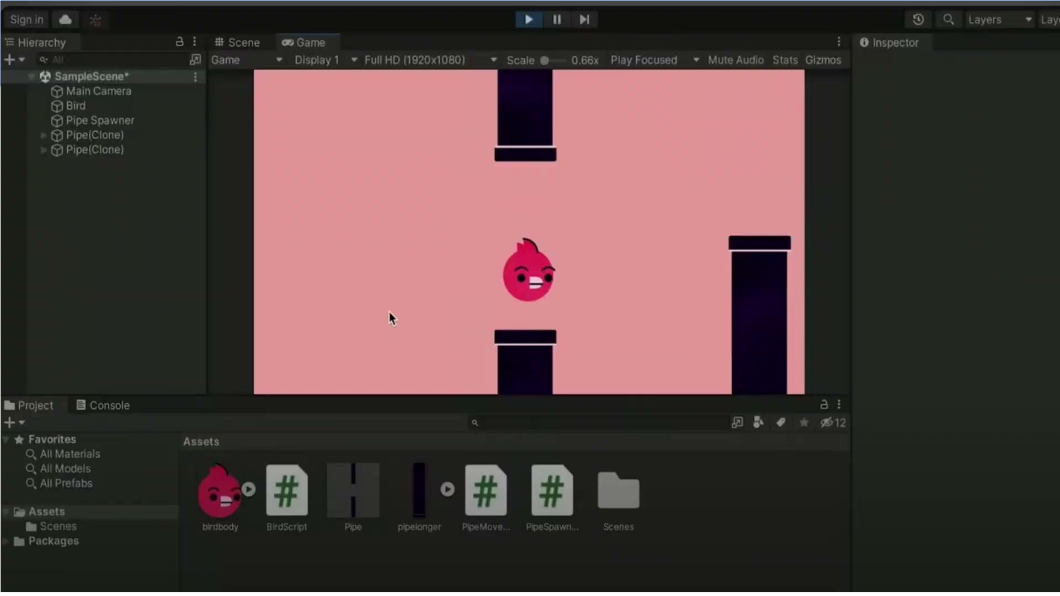 Sign in
Layers
Lay
Hierarchy
Scene
Game
Inspector
All
Game
Display 1
Full HD (1920x1080)
Scale
0.66x
Play Focused
Mute Audio
Stats
Gizmos
SampleScene*
Main Camera
Bird
Pipe Spawner
Pipe(Clone)
Pipe(Clone)
Project
Console
12
Favorites
All Materials
All Models
All Prefabs
Assets
Scenes
Packages
Assets
birdbody
BirdScript
Pipe
pipelonger
PipeMove...
PipeSpawn...
Scenes